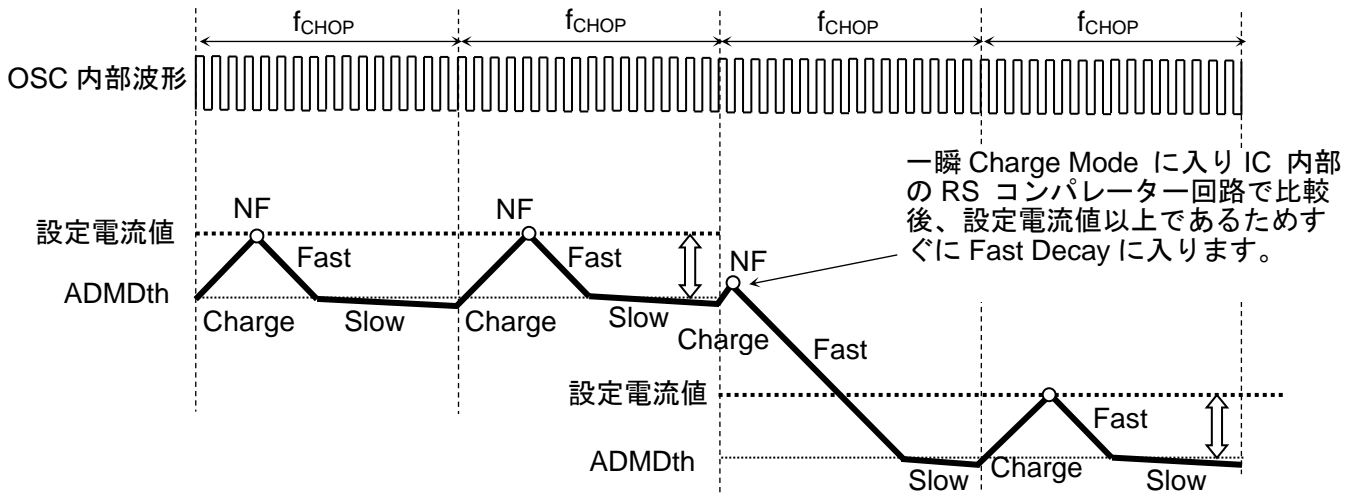 fCHOP
fCHOP
fCHOP
fCHOP
OSC 内部波形
一瞬 Charge Mode に入り IC 内部
の RS コンパレーター回路で比較
後、設定電流値以上であるためす
ぐに Fast Decay に入ります。
NF
NF
設定電流値
Fast
Fast
NF
ADMDth
Charge
Slow
Charge
Slow
Charge
Fast
設定電流値
Fast
ADMDth
Slow
Charge
Slow